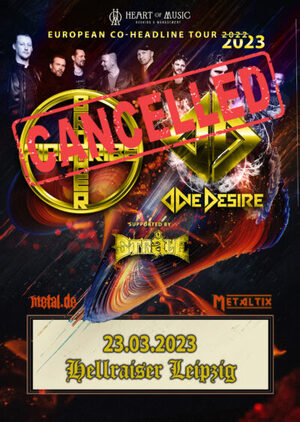 HEART OF MUSIC
BOOKING & MANAGEMENT
EUROPEAN CO-HEADLINE TOUR 2022
2023
CANCELLED
ONE DESIRE
SUPPORTED BY
metal.de
METALTIX
23.03.2023
Hellraiser Leipzig